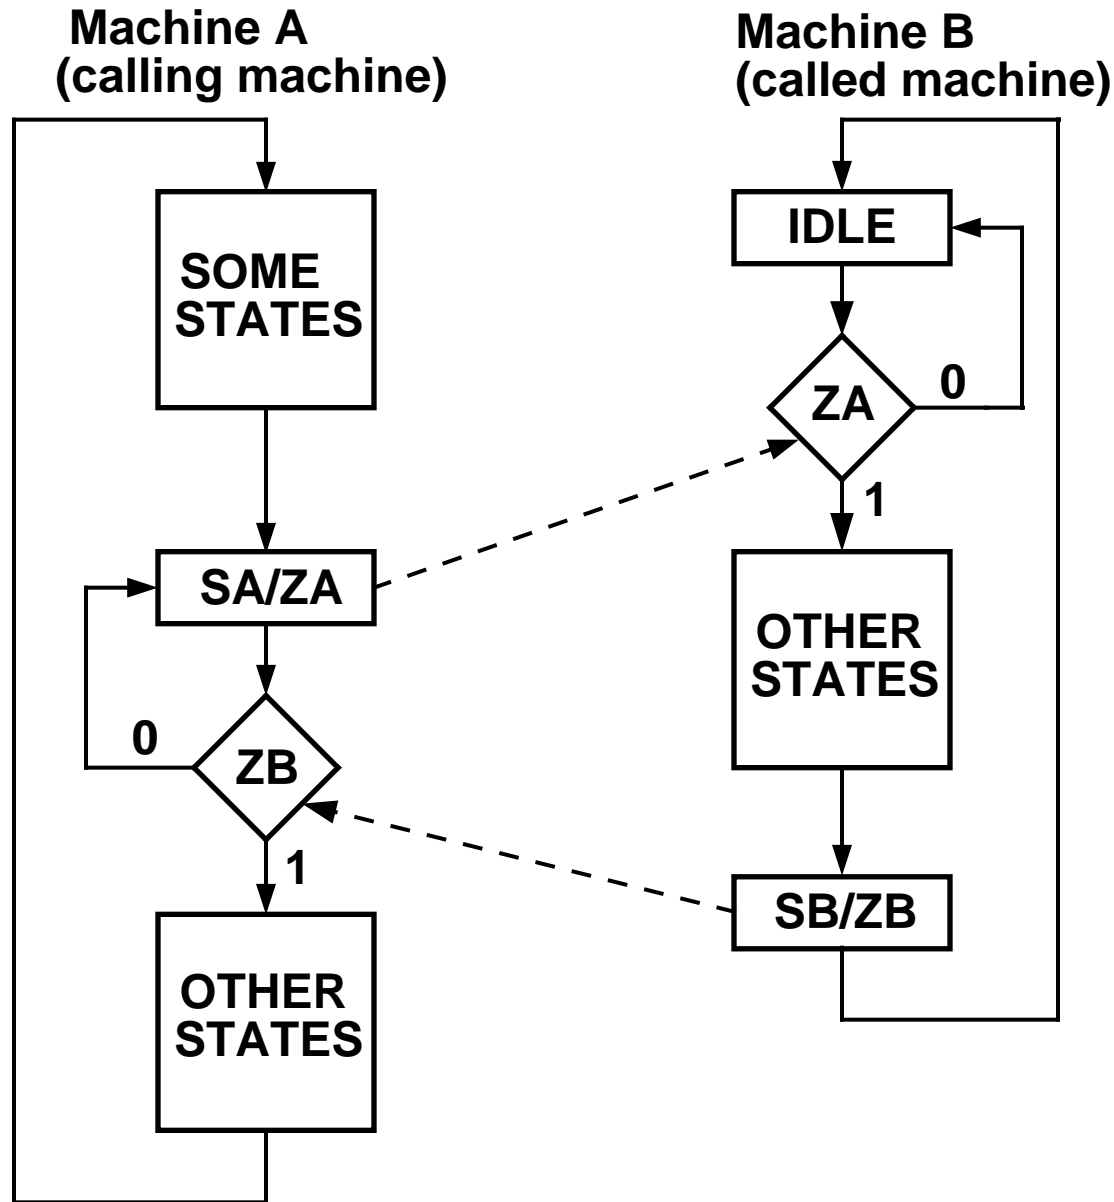 Machine A
(calling machine)
SOME
STATES
SA/ZA
0
ZB
1
OTHER
STATES
Machine B
(called machine)
IDLE
ZA
0
1
OTHER
STATES
SB/ZB